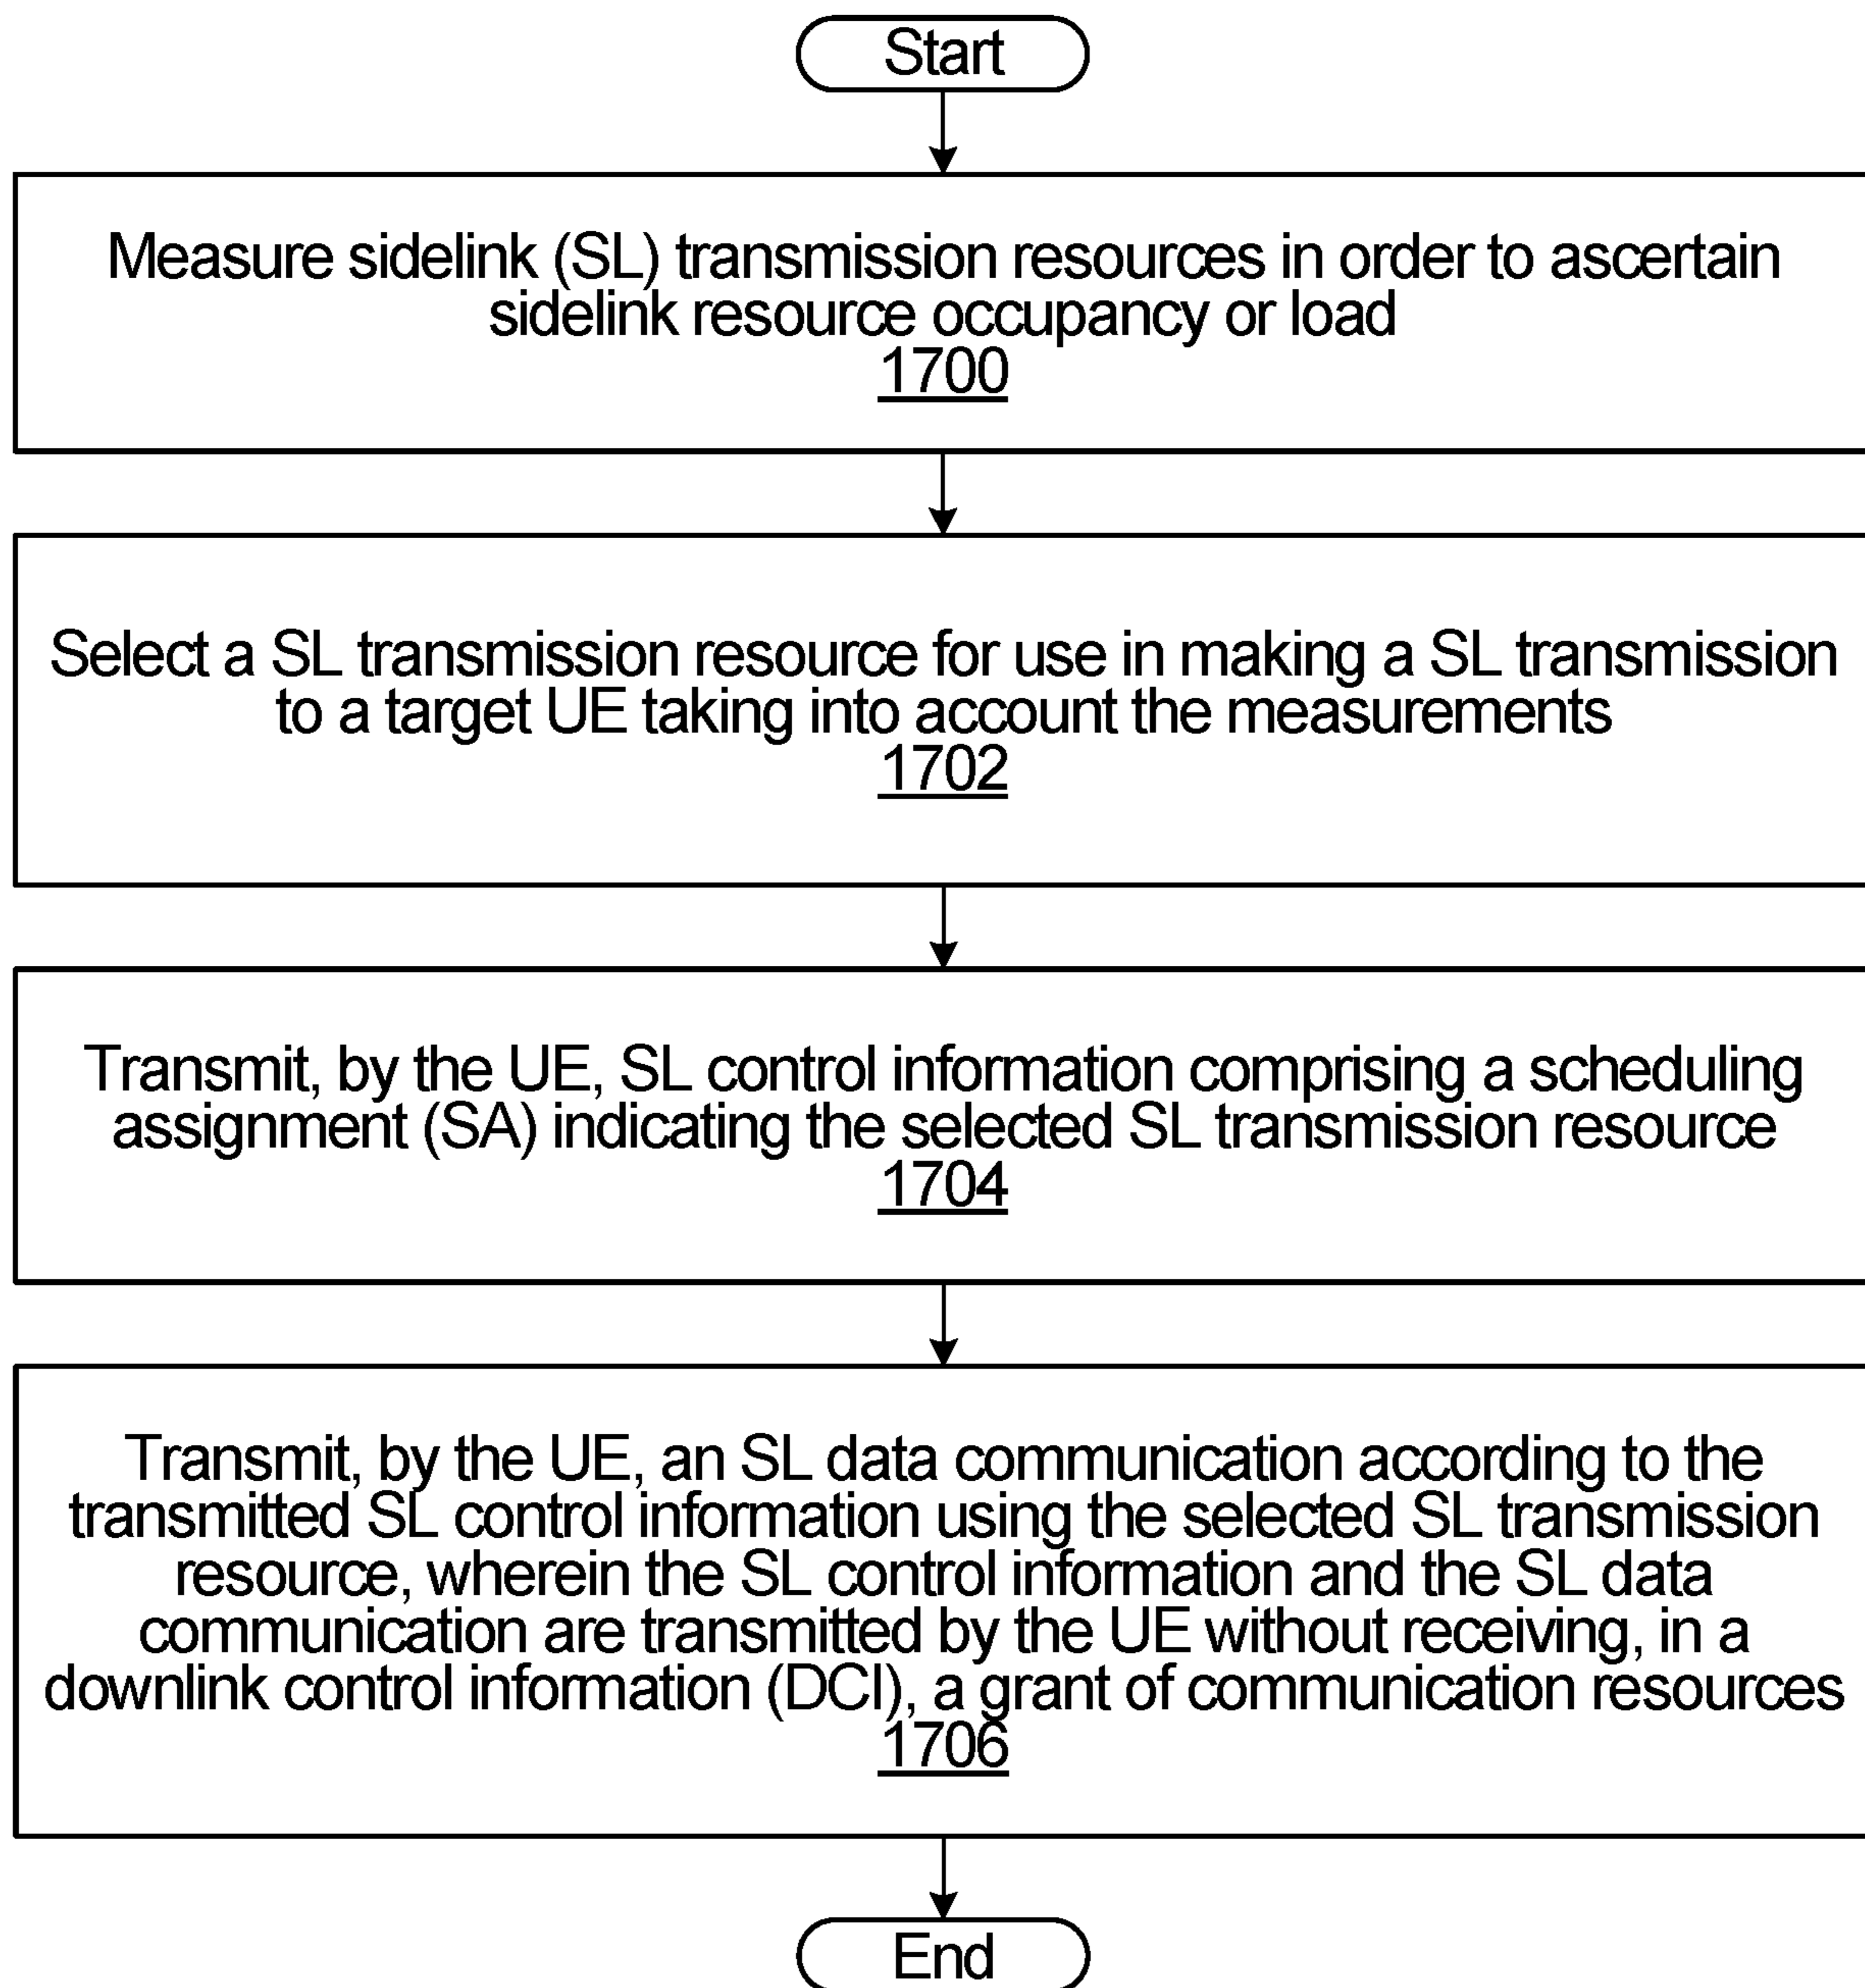 Start
Measure sidelink (SL) transmission resources in order to ascertain
sidelink resource occupancy or load
1700
Select a SL transmission resource for use in making a SL transmission
to a target UE taking into account the measurements
1702
Transmit, by the UE, SL control information comprising a scheduling
assignment (SA) indicating the selected SL transmission resource
1704
Transmit, by the UE, an SL data communication according to the
transmitted SL control information using the selected SL transmission
resource, wherein the SL control information and the SL data
communication are transmitted by the UE without receiving, in a
downlink control information (DCI), a grant of communication resources
1706
End